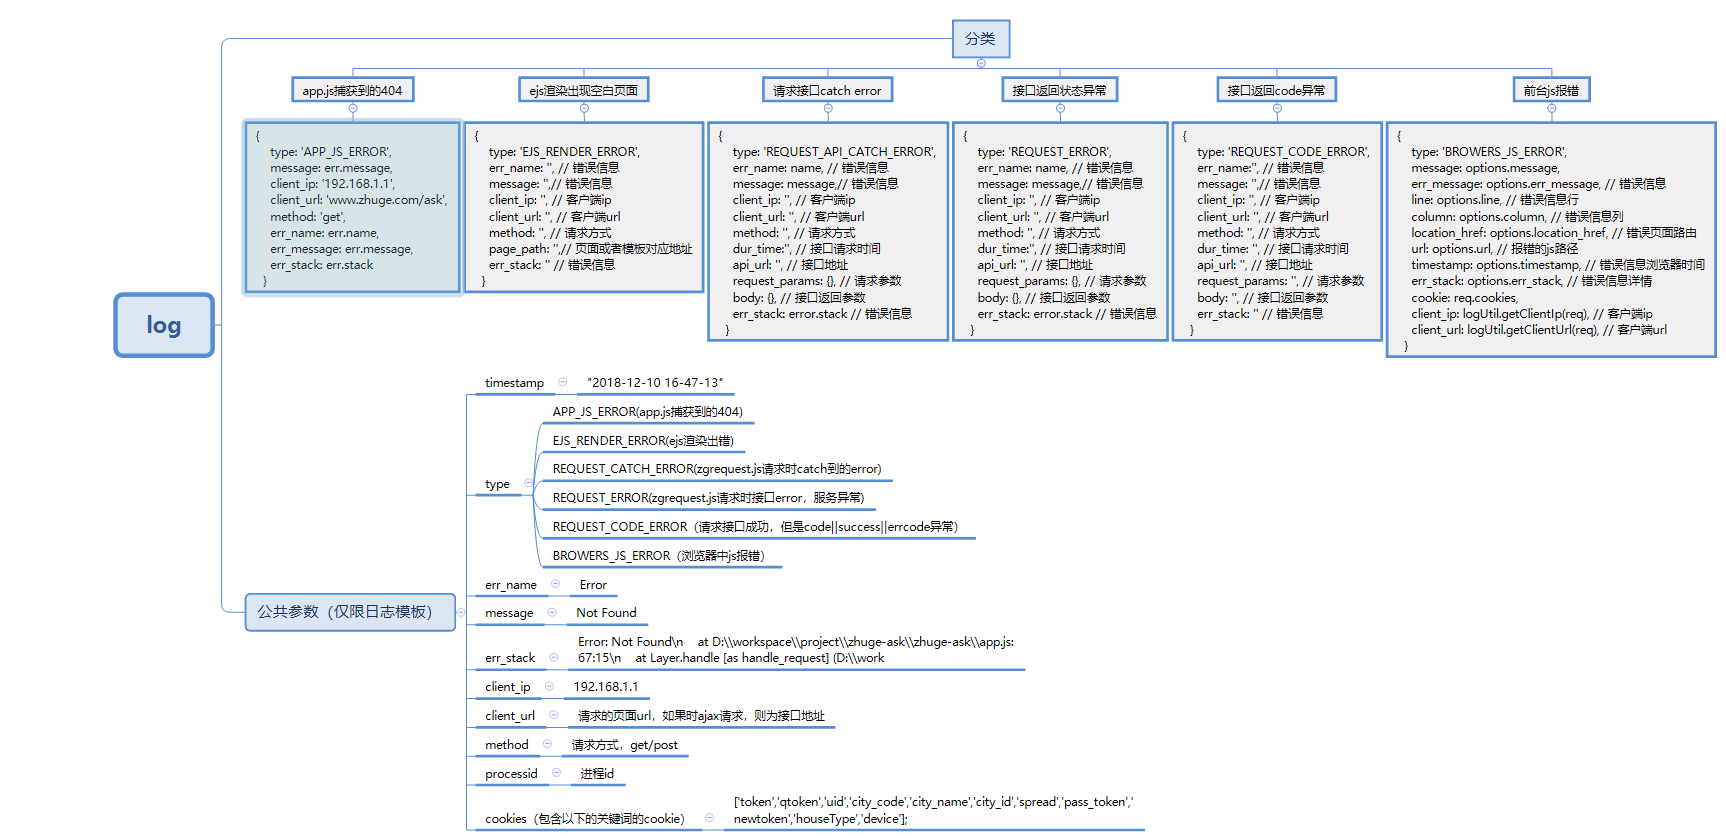 log
分类
app.js捕获到的404
{
type: 'APP_JS_ERROR',
message: err.message,
client_ip: '192.168.1.1',
client_url: 'www.zhuge.com/ask',
method: 'get',
err_name: err.name,
err_message: err.message,
err_stack: err.stack
}
ejs渲染出现空白页面
{
type: 'EJS_RENDER_ERROR',
err_name: '', // 错误信息
message: '',// 错误信息
client_ip: '', // 客户端ip
client_url: '', // 客户端url
method: '', // 请求方式
page_path: '',// 页面或者模板对应地址
err_stack: '' // 错误信息
}
请求接口catch error
{
type: 'REQUEST_API_CATCH_ERROR',
err_name: name, // 错误信息
message: message,// 错误信息
client_ip: '', // 客户端ip
client_url: '', // 客户端url
method: '', // 请求方式
dur_time:'', // 接口请求时间
api_url: '', // 接口地址
request_params: {}, // 请求参数
body: {}, // 接口返回参数
err_stack: error.stack // 错误信息
}
接口返回状态异常
{
type: 'REQUEST_ERROR',
err_name: name, // 错误信息
message: message,// 错误信息
client_ip: '', // 客户端ip
client_url: '', // 客户端url
method: '', // 请求方式
dur_time:'', // 接口请求时间
api_url: '', // 接口地址
request_params: {}, // 请求参数
body: {}, // 接口返回参数
err_stack: error.stack // 错误信息
}
接口返回code异常
{
type: 'REQUEST_CODE_ERROR',
err_name:'', // 错误信息
message: '',// 错误信息
client_ip: '', // 客户端ip
client_url: '', // 客户端url
method: '', // 请求方式
dur_time: '', // 接口请求时间
api_url: '', // 接口地址
request_params: '', // 请求参数
body: '', // 接口返回参数
err_stack: '' // 错误信息
}
前台js报错
{
type: 'BROWERS_JS_ERROR',
message: options.message,
err_message: options.err_message, // 错误信息
line: options.line, // 错误信息行
column: options.column, // 错误信息列
location_href: options.location_href, // 错误页面路由
url: options.url, // 报错的js路径
timestamp: options.timestamp, // 错误信息浏览器时间
err_stack: options.err_stack, // 错误信息详情
cookie: req.cookies,
client_ip: logUtil.getClientIp(req), // 客户端ip
client_url: logUtil.getClientUrl(req), // 客户端url
}
公共参数（仅限日志模板）
timestamp
"2018-12-10 16-47-13"
type
APP_JS_ERROR(app.js捕获到的404)
EJS_RENDER_ERROR(ejs渲染出错)
REQUEST_CATCH_ERROR(zgrequest.js请求时catch到的error)
REQUEST_ERROR(zgrequest.js请求时接口error，服务异常)
REQUEST_CODE_ERROR（请求接口成功，但是code||success||errcode异常）
BROWERS_JS_ERROR（浏览器中js报错）
err_name
Error
message
Not Found
err_stack
Error: Not Found\n    at D:\\workspace\\project\\zhuge-ask\\zhuge-ask\\app.js:
67:15\n    at Layer.handle [as handle_request] (D:\\work
client_ip
192.168.1.1
client_url
请求的页面url，如果时ajax请求，则为接口地址
method
请求方式，get/post
processid
进程id
cookies（包含以下的关键词的cookie）
['token','qtoken','uid','city_code','city_name','city_id','spread','pass_token','
newtoken','houseType','device'];